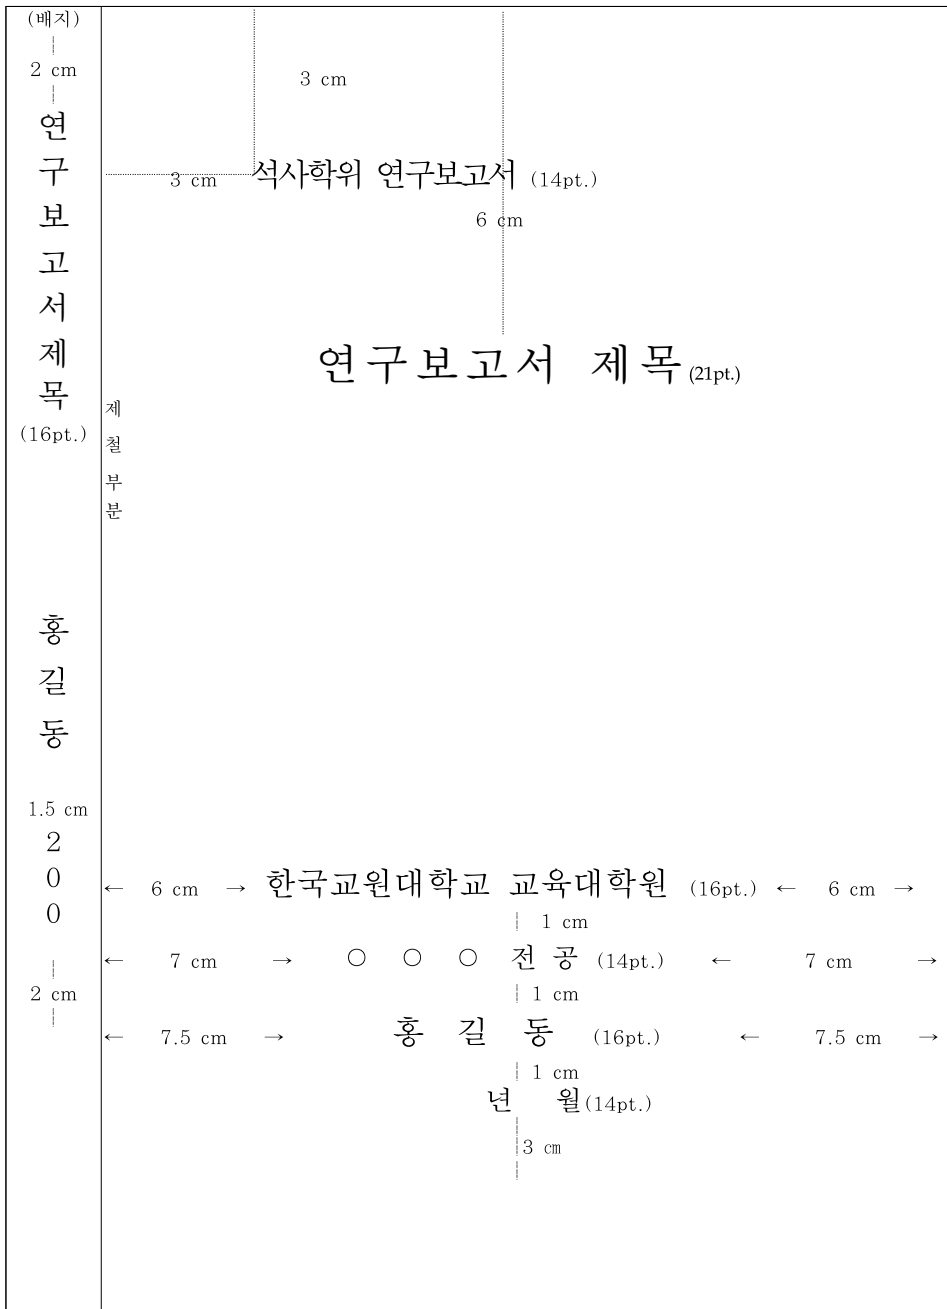 (배지)
2 cm
연
구
보
고
서
제
목
(16pt.)
홍
길
동
1.5 cm
2
0
0
2 cm
제
철
부
분
3 cm
3 cm 석사학위 연구보고서 (14pt.)
6 cm
연구보고서 제목(21pt.)
← 6 cm → 한국교원대학교 교육대학원 (16pt.) ← 6 cm →
1 cm
← 7 cm → ○ ○ ○ 전 공 (14pt.) ← 7 cm →
1 cm
← 7.5 cm → 홍 길 동 (16pt.) ← 7.5 cm →
1 cm
년 월(14pt.)
3 ㎝